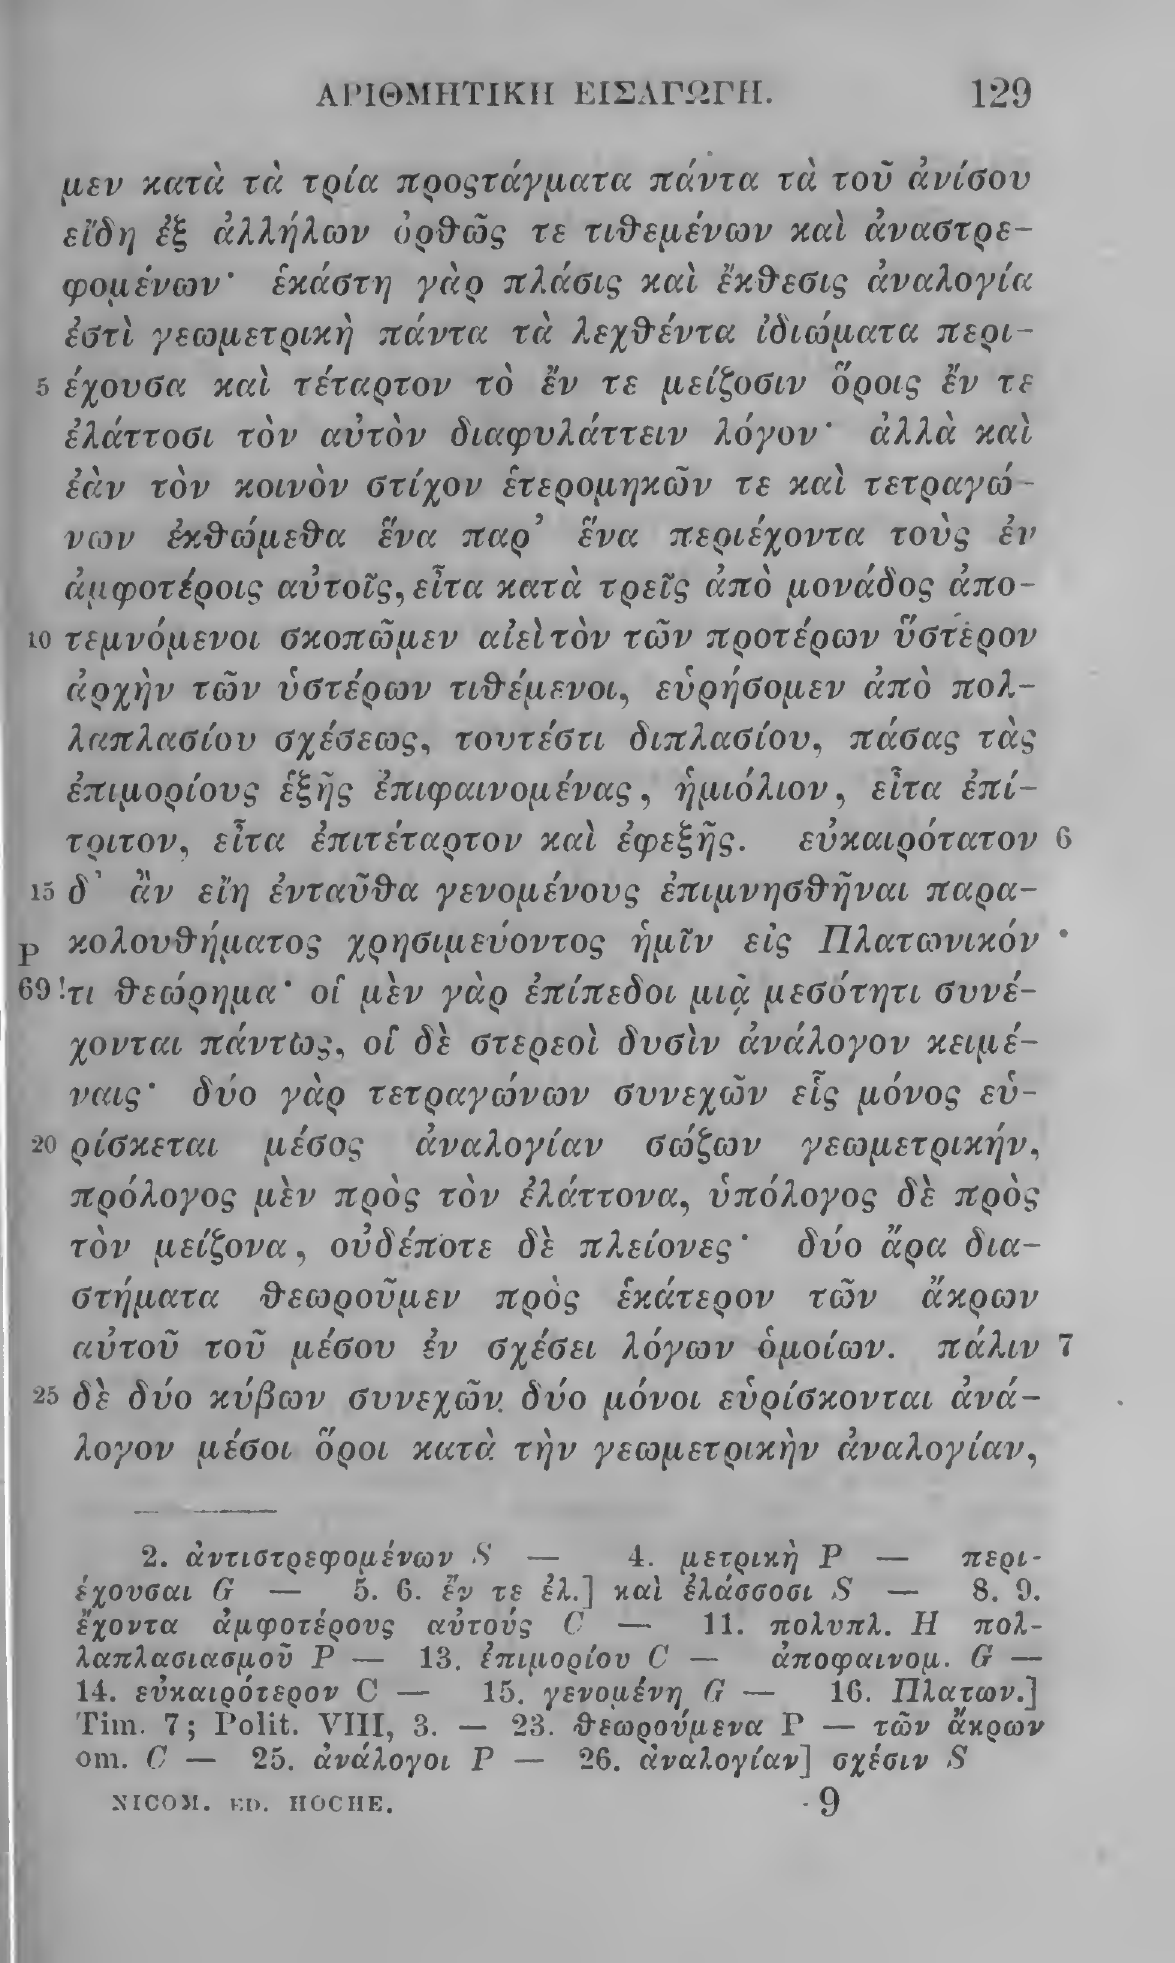 ΑΡΙΘΜΗΤΙΚΗ ΕΙΣΑΓΩΓΗ. 129
μεν κατὰ τὰ τρία προςτάγματα πάντα τὰ τοῦ ἀνίσου
εἴδη ἐξ ἀλλήλων ὀρθῶς τε τιθεμένων καὶ ἀναστρε-
φομένων· ἑκάστη γὰρ πλάσις καὶ ἔκθεσις ἀναλογία
ἐστὶ γεωμετρικὴ πάντα τὰ λεχθέντα ἰδιώματα περι-
5 έχουσα καὶ τέταρτον τὸ ἔν τε μείζοσιν ὅροις ἔν τε
ἐλάττοσι τὸν αὐτὸν διαφυλάττειν λόγον· ἀλλὰ καὶ
ἐὰν τὸν κοινὸν στίχον ἑτερομηκῶν τε καὶ τετραγώ-
νων ἐκθώμεθα ἕνα παρ’ ἕνα περιέχοντα τοὺς ἐν
ἀμφοτέροις αὐτοῖς, εἶτα κατὰ τρεῖς ἀπὸ μονάδος ἀπο-
10 τεμνόμενοι σκοπῶμεν αἰεὶ τὸν τῶν προτέρων ὕστερον
ἀρχὴν τῶν ὑστέρων τιθέμενοι, εὑρήσομεν ἀπὸ πολ-
λαπλασίου σχέσεως, τουτέστι διπλασίου, πάσας τὰς
ἐπιμορίους ἑξῆς ἐπιφαινομένας, ἡμιόλιον, εἶτα ἐπί-
τριτον, εἶτα ἐπιτέταρτον καὶ ἐφεξῆς. εὐκαιρότατον 6
15 δ’ ἂν εἴη ἐνταῦθα γενομένους ἐπιμνησθῆναι παρα-
p κολουθήματος χρησιμεύοντος ἡμῖν εἰς Πλατωνικόν
69 τι θεώρημα· οἱ μὲν γὰρ ἐπίπεδοι μιᾷ μεσότητι συνέ-
χονται πάντως, οἱ δὲ στερεοὶ δυσὶν ἀνάλογον κειμέ-
ναις· δύο γὰρ τετραγώνων συνεχῶν εἷς μόνος εὑ-
20 ρίσκεται μέσος ἀναλογίαν σώζων γεωμετρικήν,
πρόλογος μὲν πρὸς τὸν ἐλάττονα, ὑπόλογος δὲ πρὸς
τὸν μείζονα, οὐδέποτε δὲ πλείονες· δύο ἄρα δια-
στήματα θεωροῦμεν πρὸς ἑκάτερον τῶν ἄκρων
αὐτοῦ τοῦ μέσου ἐν σχέσει λόγων ὁμοίων. πάλιν 7
25 δὲ δύο κύβων συνεχῶν δύο μόνοι εὑρίσκονται ἀνά-
λογον μέσοι ὅροι κατὰ τὴν γεωμετρικὴν ἀναλογίαν,
2. ἀντιστρεφομένων S — 4. μετρικὴ P — περι-
έχουσαι G — 5. 6. ἔν τε ἐλ.] καὶ ἐλάσσοσι S — 8. 9.
ἔχοντα ἀμφοτέρους αὐτούς C — 11. πολυπλ. H πολ-
λαπλασιασμοῦ P — 13. ἐπιμορίου C — ἀποφαινομ. G —
14. εὐκαιρότερον C — 15. γενομένη G — 16. Πλατων.]
Tim. 7; Polit. VIII, 3. — 23. θεωρούμενα P — τῶν ἄκρων
om. C — 25. ἀνάλογοι P — 26. ἀναλογίαν] σχέσιν S
NICOM. ED. HOCHE. 9